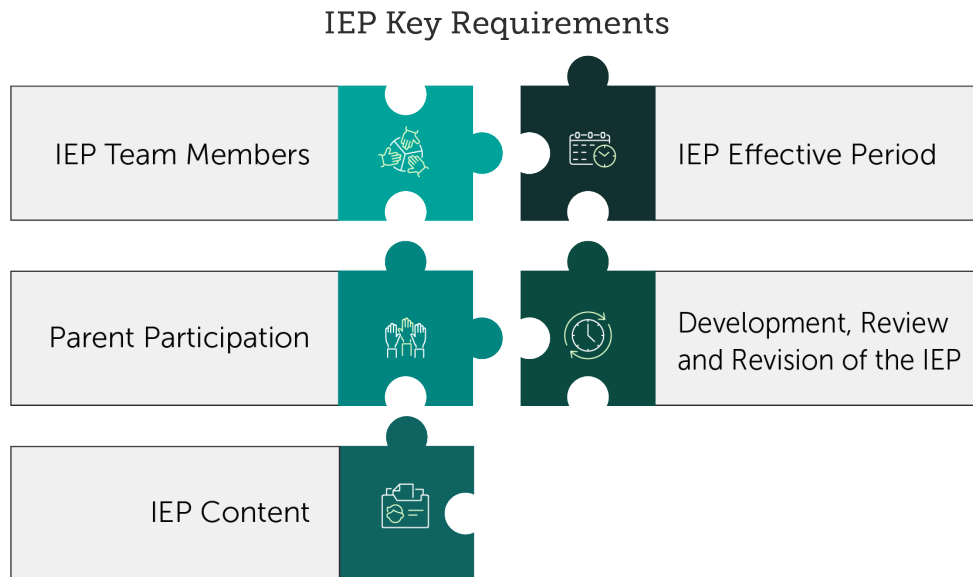 IEP Key Requirements
IEP Team Members
IEP Effective Period
Parent Participation
Development, Review
and Revision of the IEP
IEP Content